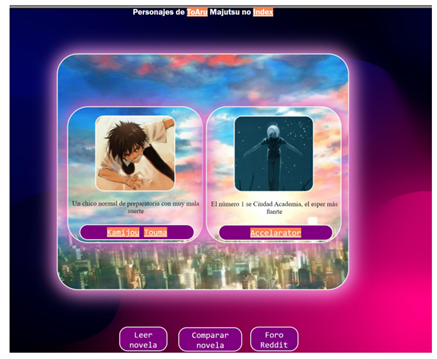 Personajes de ToAru Majutsu no Index
Un chico normal de preparatoria con muy mala
suerte
Kamijou Touma
El número 1 se Ciudad Academia, el esper más
fuerte
Accelarator
Leer
novela
Comparar
novela
Foro
Reddit